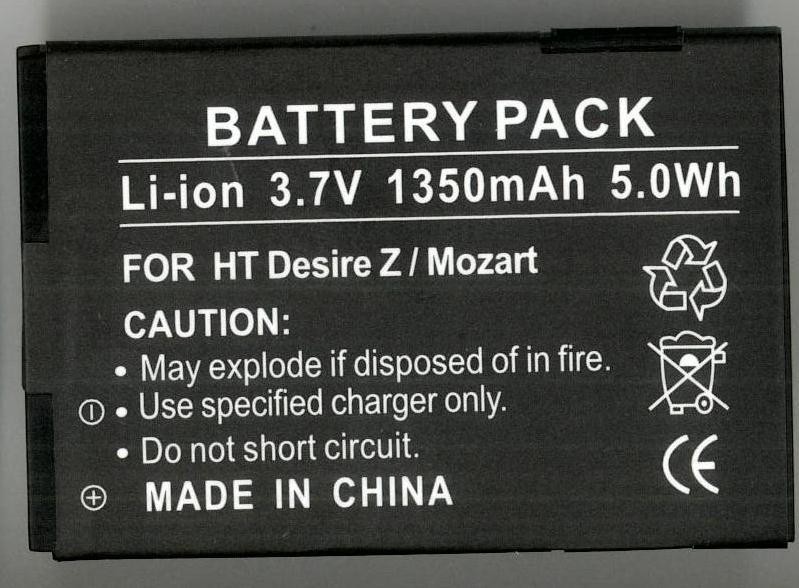 BATTERY PACK
Li-ion 3.7V 1350mAh 5.0Wh
FOR HT Desire Z / Mozart
CAUTION:
• May explode if disposed of in fire.
• Use specified charger only.
• Do not short circuit.
MADE IN CHINA
CE